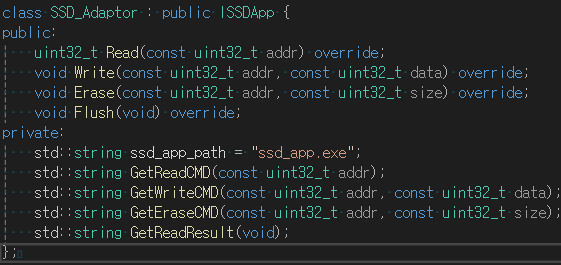 class SSD_Adaptor : public ISSDApp {
public:
    uint32_t Read(const uint32_t addr) override;
    void Write(const uint32_t addr, const uint32_t data) override;
    void Erase(const uint32_t addr, const uint32_t size) override;
    void Flush(void) override;
private:
    std::string ssd_app_path = "ssd_app.exe";
    std::string GetReadCMD(const uint32_t addr);
    std::string GetWriteCMD(const uint32_t addr, const uint32_t data);
    std::string GetEraseCMD(const uint32_t addr, const uint32_t size);
    std::string GetReadResult(void);
};